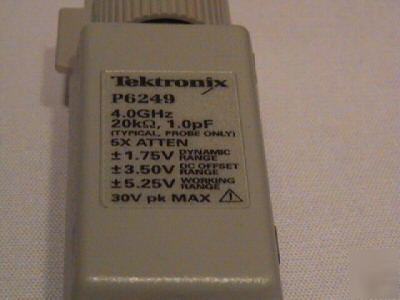 Tektronix
P6249
4.0GHz
20kΩ, 1.0pF
(TYPICAL, PROBE ONLY)
5X ATTEN
±1.75V DYNAMIC RANGE
±3.50V DC OFFSET RANGE
±5.25V WORKING RANGE
30V pk MAX ⚠